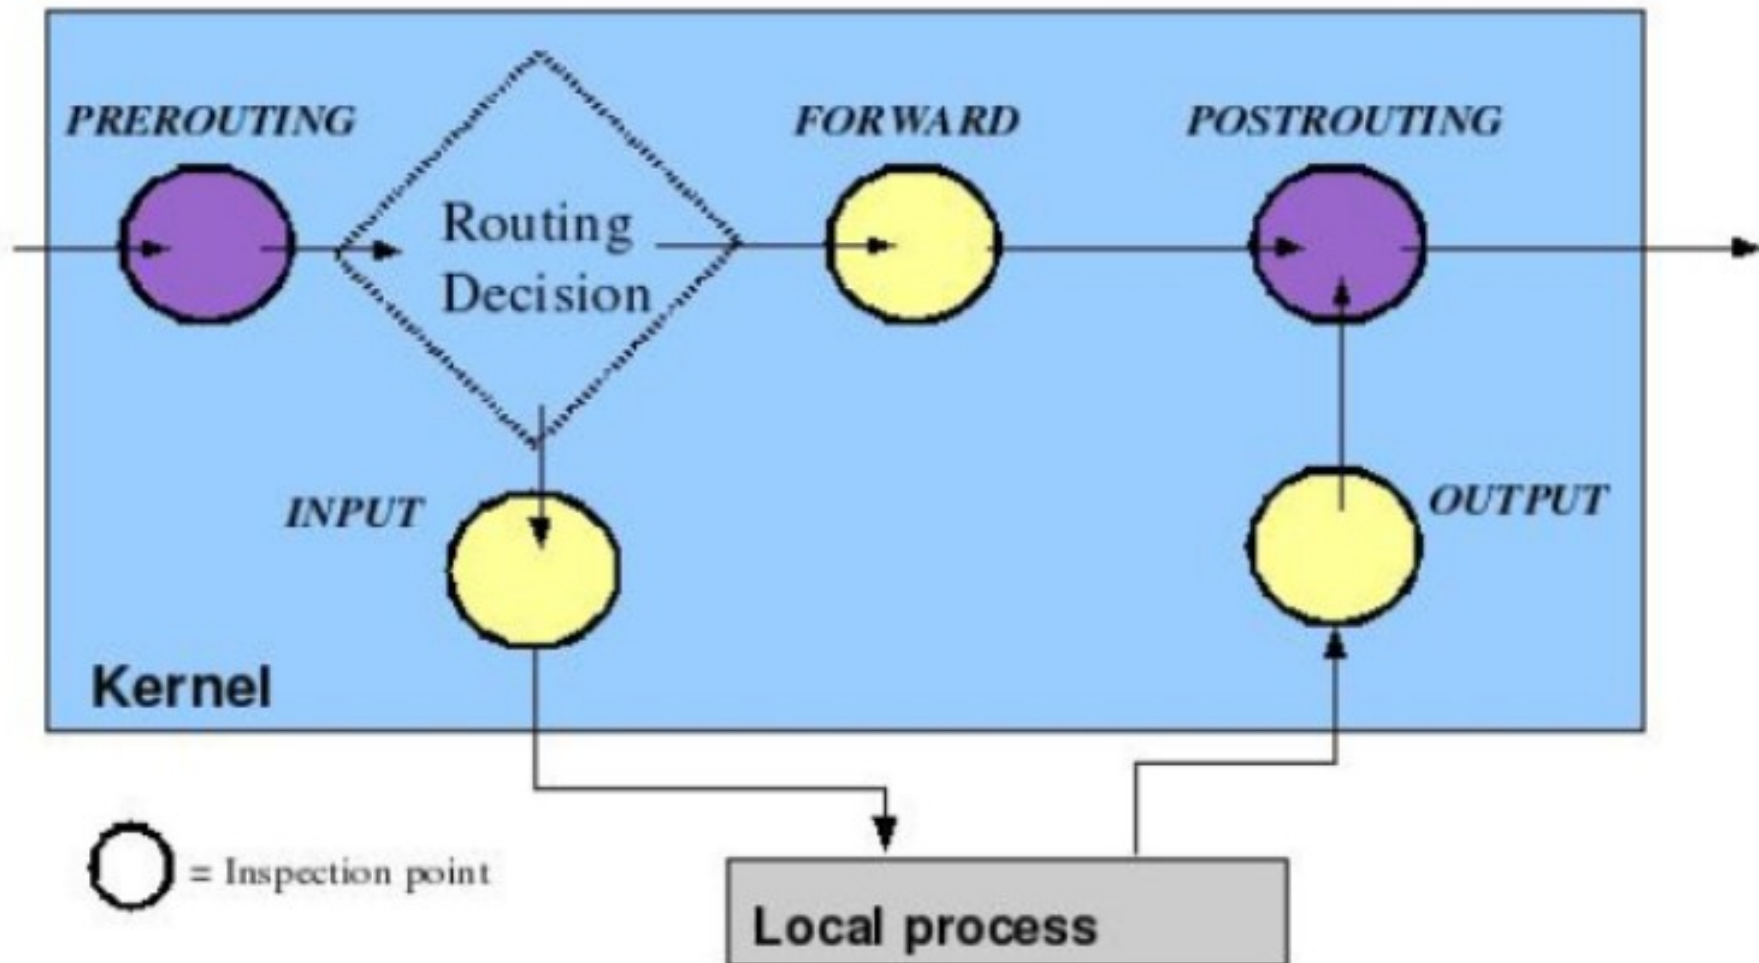 PREROUTING
FORWARD
POSTROUTING
Routing
Decision
INPUT
OUTPUT
Kernel
= Inspection point
Local process